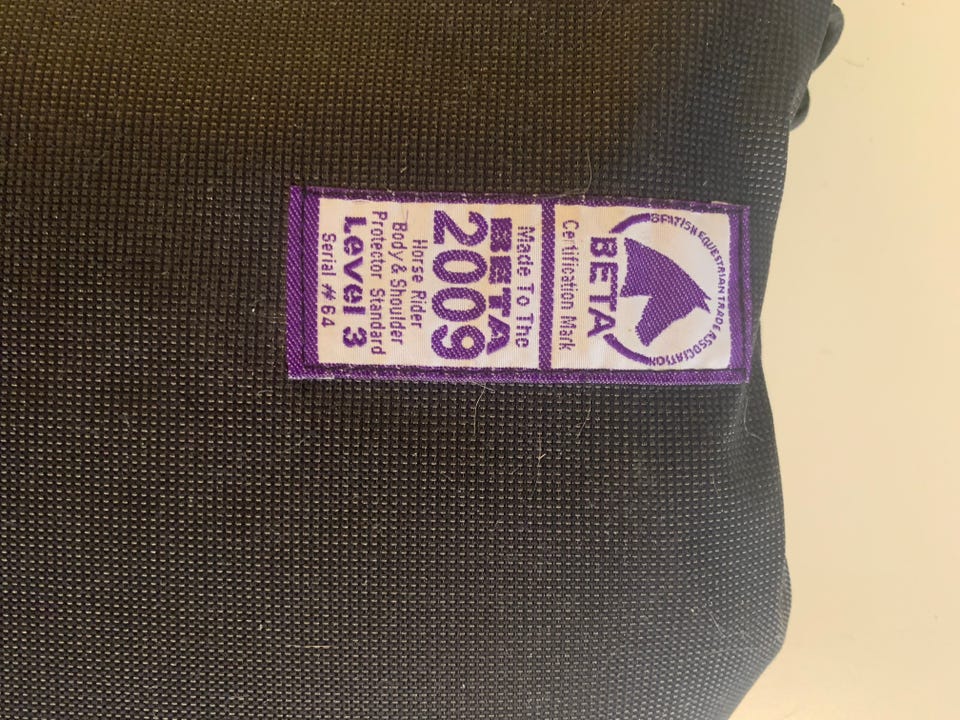 BRITISH EQUESTRIAN TRADE ASSOCIATION
BETA
Certification Mark
Made To The
BETA
2009
Horse Rider
Body & Shoulder
Protector Standard
Level 3
Serial # 64